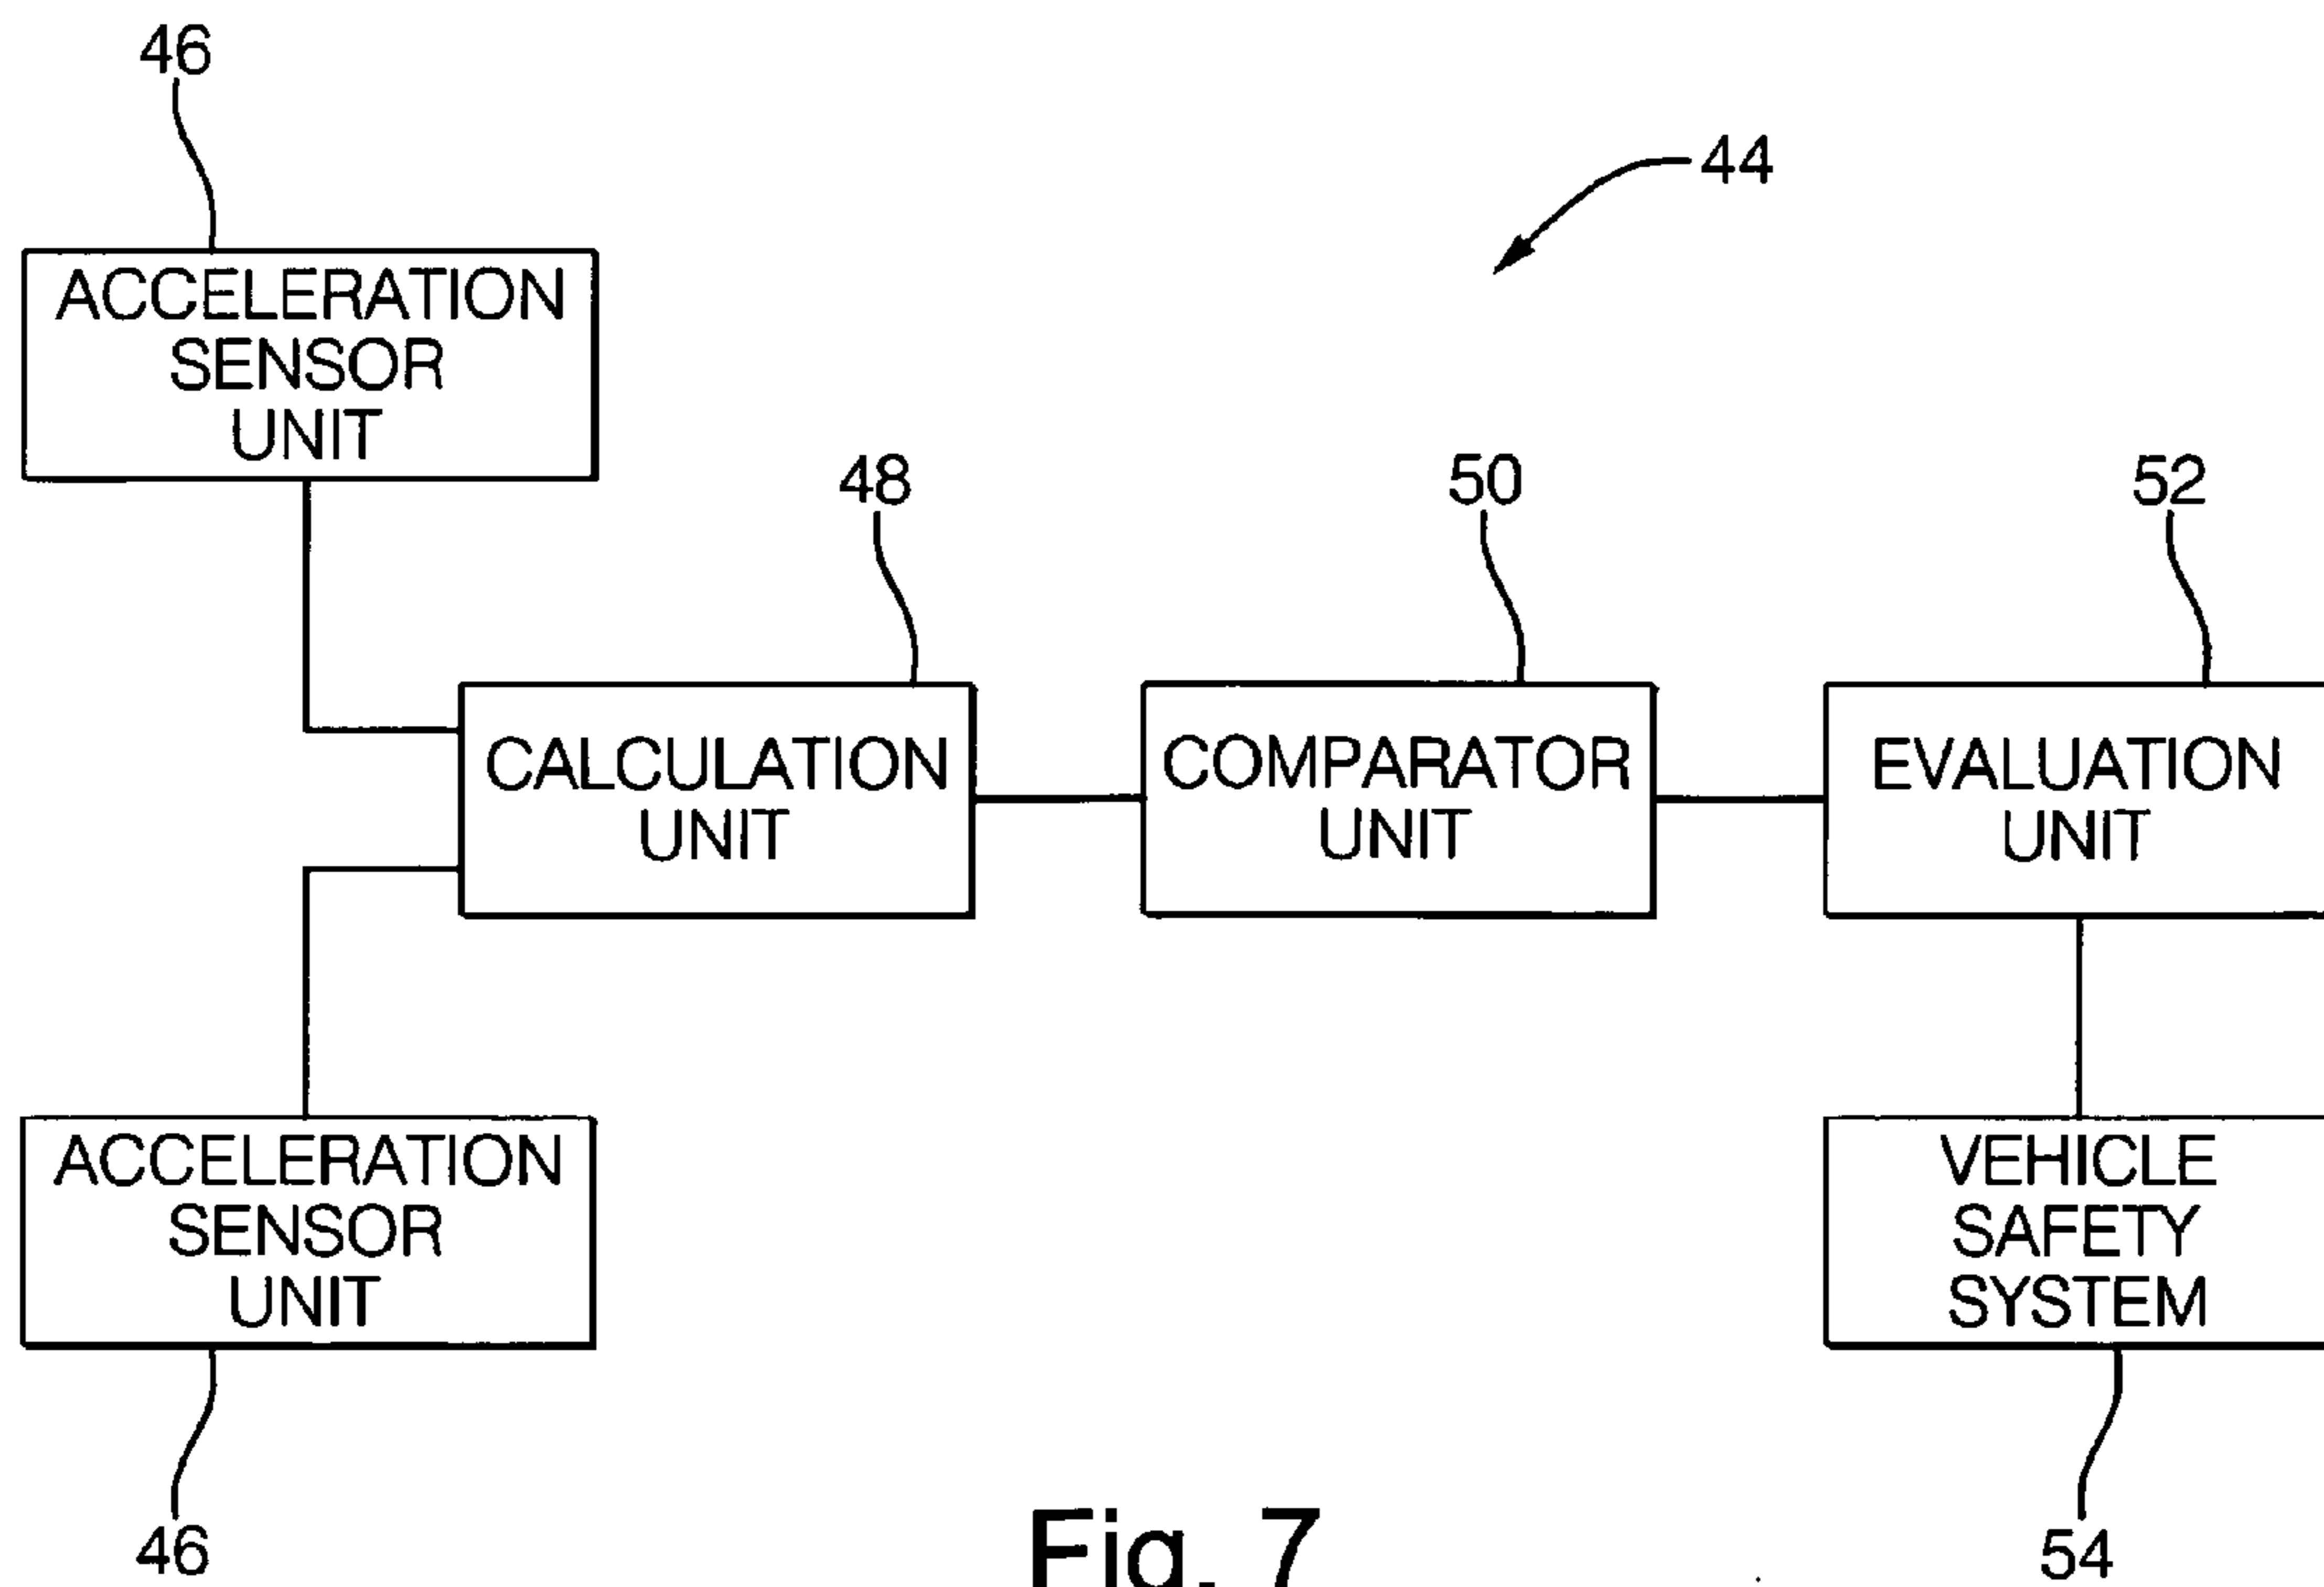 46
44
ACCELERATION
SENSOR
UNIT
48
50
52
CALCULATION
UNIT
COMPARATOR
UNIT
EVALUATION
UNIT
ACCELERATION
SENSOR
UNIT
VEHICLE
SAFETY
SYSTEM
46
54
Fig. 7